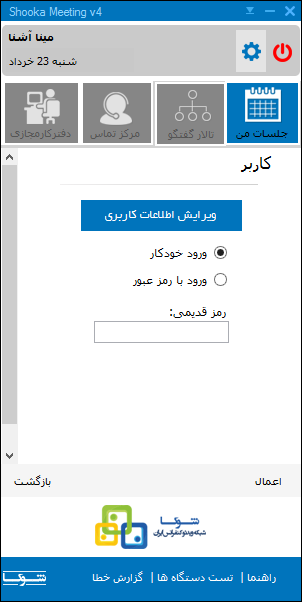 Shooka Meeting v4
مینا آشنا
شنبه 23 خرداد
جلسات من
تالار گفتگو
مرکز تماس
دفترکارمجازی
کاربر
ویرایش اطلاعات کاربری
ورود خودکار
ورود با رمز عبور
رمز قدیمی:
اعمال
بازگشت
شوکا
شبکه ویدئو کنفرانس ایران
راهنما | تست دستگاه ها | گزارش خطا
شوکا